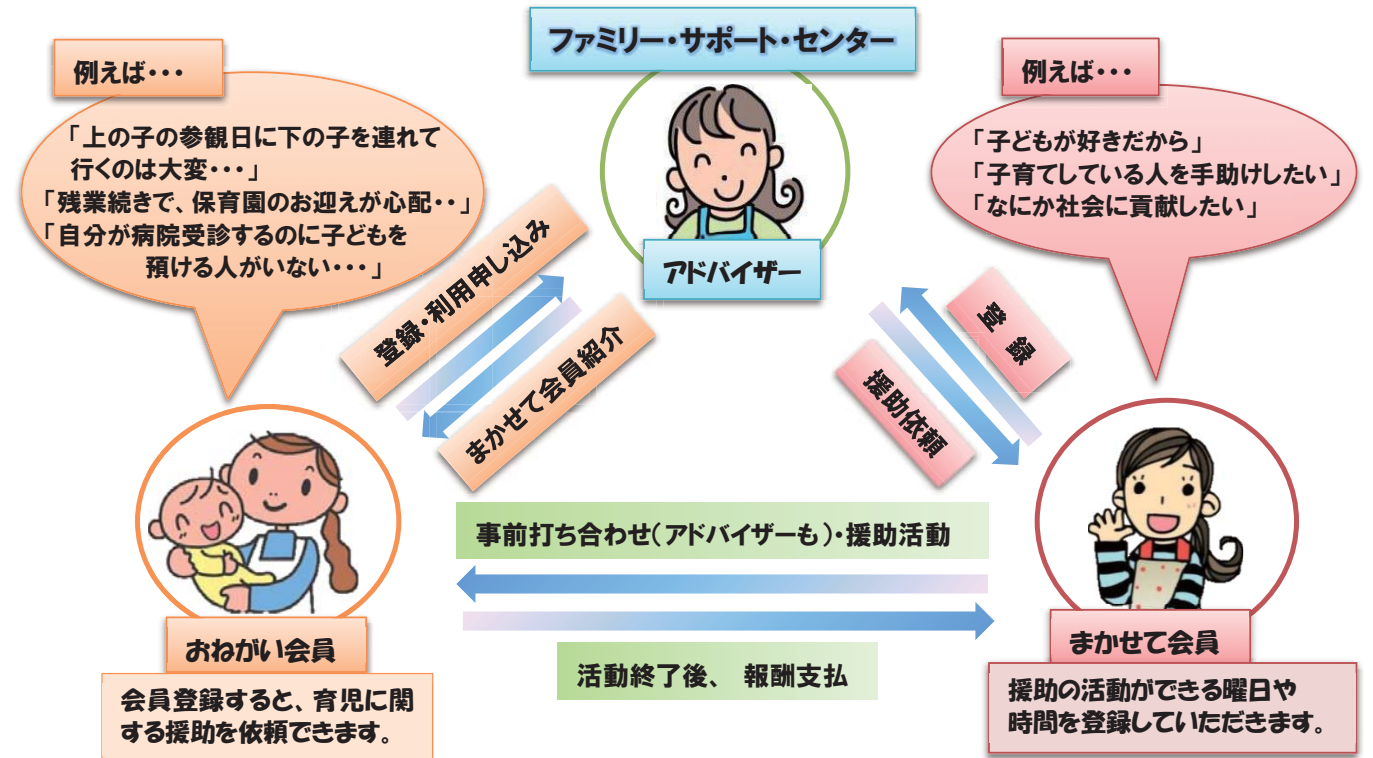 ファミリー・サポート・センター
アドバイザー
例えば・・・
「上の子の参観日に下の子を連れて
行くのは大変・・・」
「残業続きで、保育園のお迎えが心配・・」
「自分が病院受診するのに子どもを
預ける人がいない・・・」
例えば・・・
「子どもが好きだから」
「子育てしている人を手助けしたい」
「なにか社会に貢献したい」
登録・利用申し込み
まかせて会員紹介
登 録
援助依頼
事前打ち合わせ(アドバイザーも)・援助活動
活動終了後、 報酬支払
おねがい会員
会員登録すると、育児に関
する援助を依頼できます。
まかせて会員
援助の活動ができる曜日や
時間を登録していただきます。